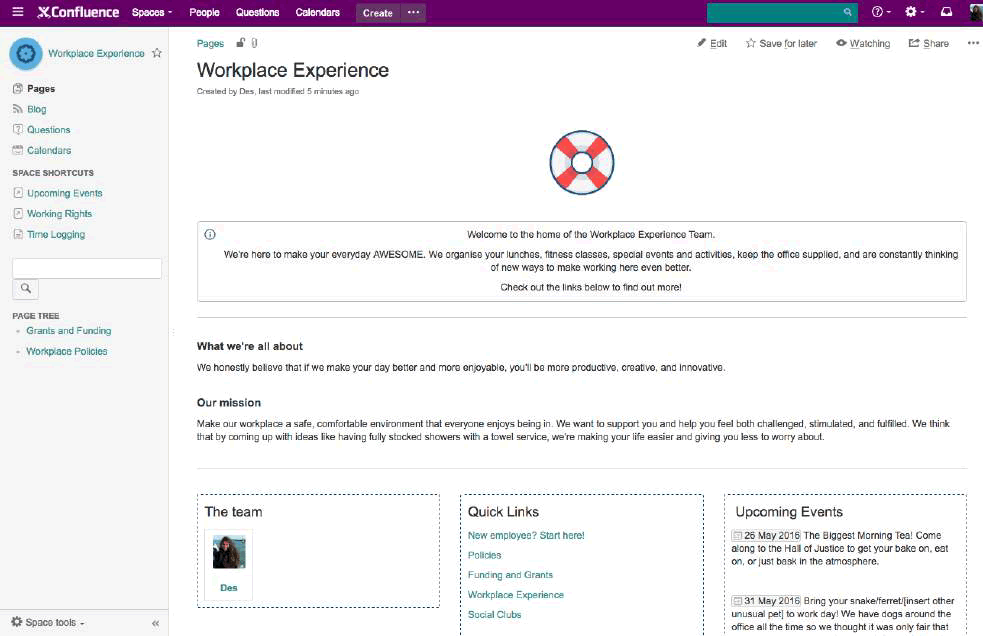 Confluence Spaces People Questions Calendars Create ...
Workplace Experience
Pages
Blog
Questions
Calendars
SPACE SHORTCUTS
Upcoming Events
Working Rights
Time Logging
PAGE TREE
Grants and Funding
Workplace Policies
Space tools
Pages
Edit Save for later Watching Share ...
Workplace Experience
Created by Des, last modified 5 minutes ago
Welcome to the home of the Workplace Experience Team.
We're here to make your everyday AWESOME. We organise your lunches, fitness classes, special events and activities, keep the office supplied, and are constantly thinking
of new ways to make working here even better.
Check out the links below to find out more!
What we're all about
We honestly believe that if we make your day better and more enjoyable, you'll be more productive, creative, and innovative.
Our mission
Make our workplace a safe, comfortable environment that everyone enjoys being in. We want to support you and help you feel both challenged, stimulated, and fulfilled. We think
that by coming up with ideas like having fully stocked showers with a towel service, we're making your life easier and giving you less to worry about.
The team
Des
Quick Links
New employee? Start here!
Policies
Funding and Grants
Workplace Experience
Social Clubs
Upcoming Events
26 May 2016 The Biggest Morning Tea! Come
along to the Hall of Justice to get your bake on, eat
on, or just bask in the atmosphere.
31 May 2016 Bring your snake/ferret/[insert other
unusual pet] to work day! We have dogs around the
office all the time so we thought it was only fair that